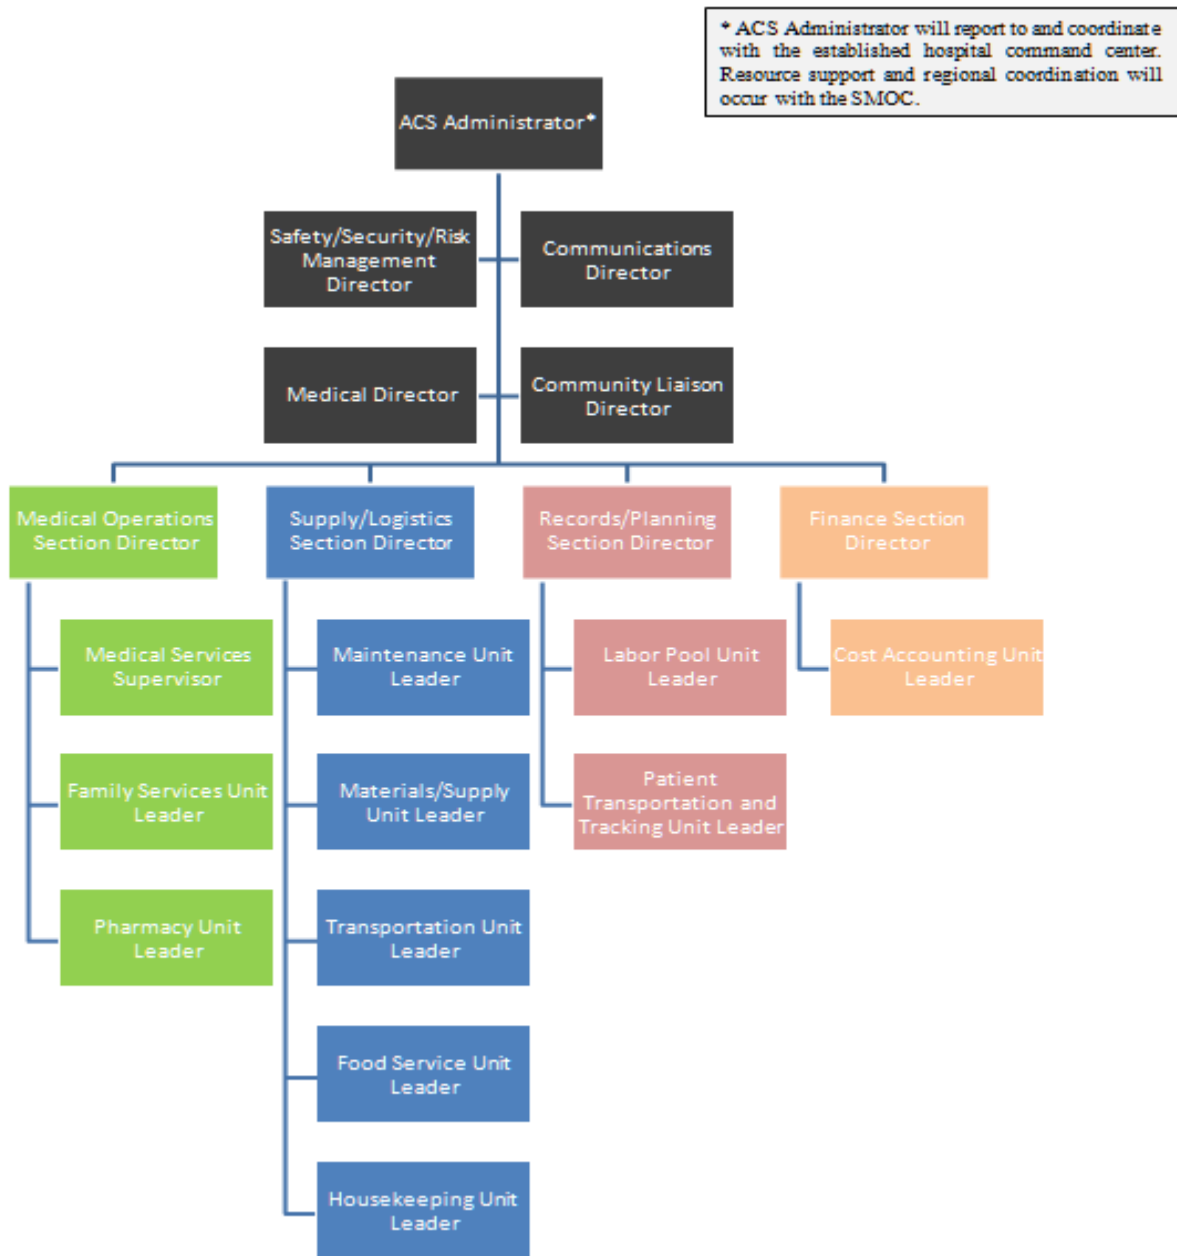 * ACS Administrator will report to and coordinate
with the established hospital command center.
Resource support and regional coordination will
occur with the SMOC.
ACS Administrator*
Safety/Security/Risk
Management
Director
Communications
Director
Medical Director
Community Liaison
Director
Medical Operations
Section Director
Supply/Logistics
Section Director
Records/Planning
Section Director
Finance Section
Director
Medical Services
Supervisor
Maintenance Unit
Leader
Labor Pool Unit
Leader
Cost Accounting Unit
Leader
Family Services Unit
Leader
Materials/Supply
Unit Leader
Patient
Transportation and
Tracking Unit Leader
Pharmacy Unit
Leader
Transportation Unit
Leader
Food Service Unit
Leader
Housekeeping Unit
Leader